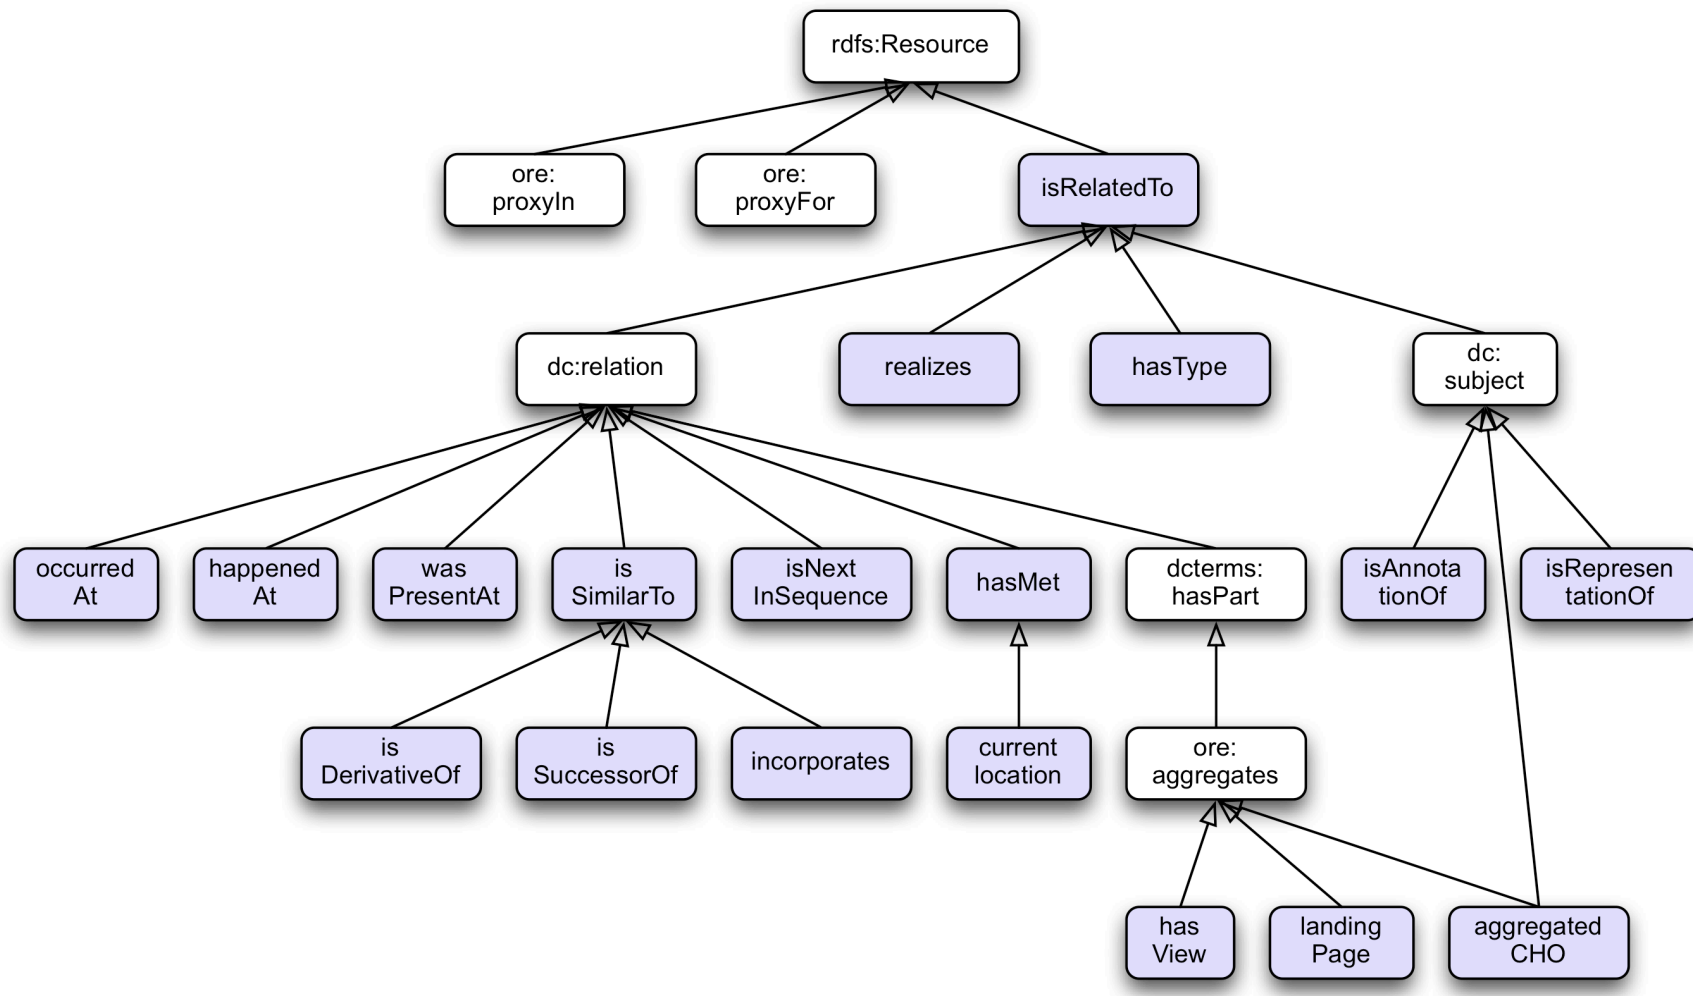 rdfs:Resource
ore:
proxyIn
ore:
proxyFor
isRelatedTo
dc:relation
realizes
hasType
dc:
subject
occurred
At
happened
At
was
PresentAt
is
SimilarTo
isNext
InSequence
hasMet
dcterms:
hasPart
isAnnota
tionOf
isRepresen
tationOf
is
DerivativeOf
is
SuccessorOf
incorporates
current
location
ore:
aggregates
has
View
landing
Page
aggregated
CHO